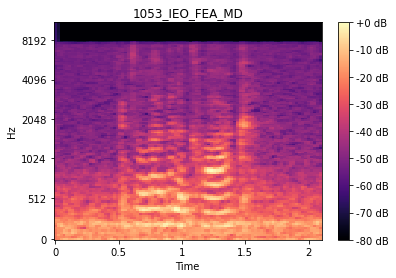 1053_IEO_FEA_MD
8192
4096
2048
1024
512
0
Hz
0
0.5
1
1.5
2
Time
+0 dB
-10 dB
-20 dB
-30 dB
-40 dB
-50 dB
-60 dB
-70 dB
-80 dB